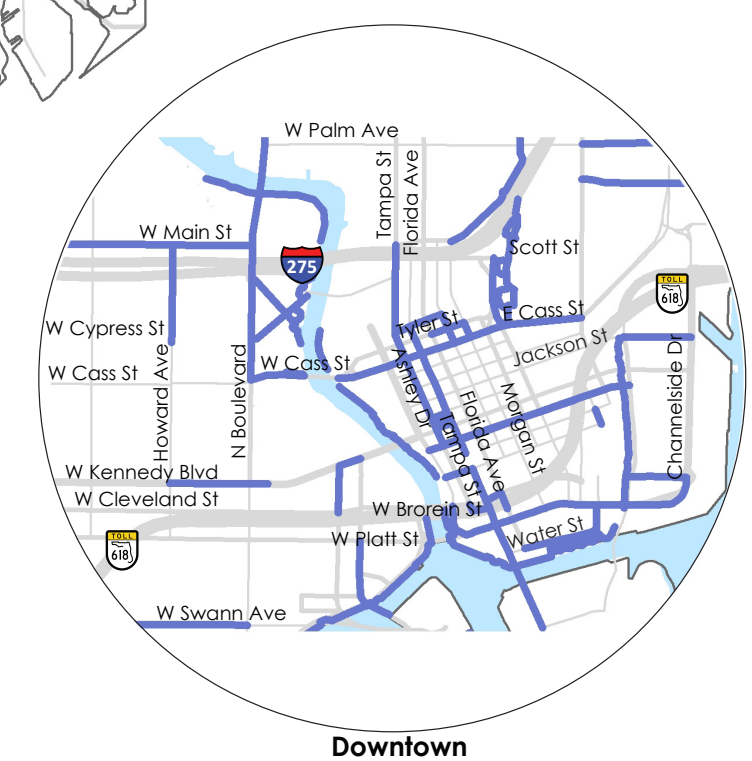 W Palm Ave
Tampa St
Florida Ave
W Main St
Scott St
275
TOLL
618
W Cypress St
Tyler St
E Cass St
Jackson St
W Cass St
W Cass St
Howard Ave
N Boulevard
Ashley Dr
Tampa St
Florida Ave
Morgan St
Channelside Dr
W Kennedy Blvd
W Cleveland St
W Brorein St
W Platt St
Water St
TOLL
618
W Swann Ave
Downtown